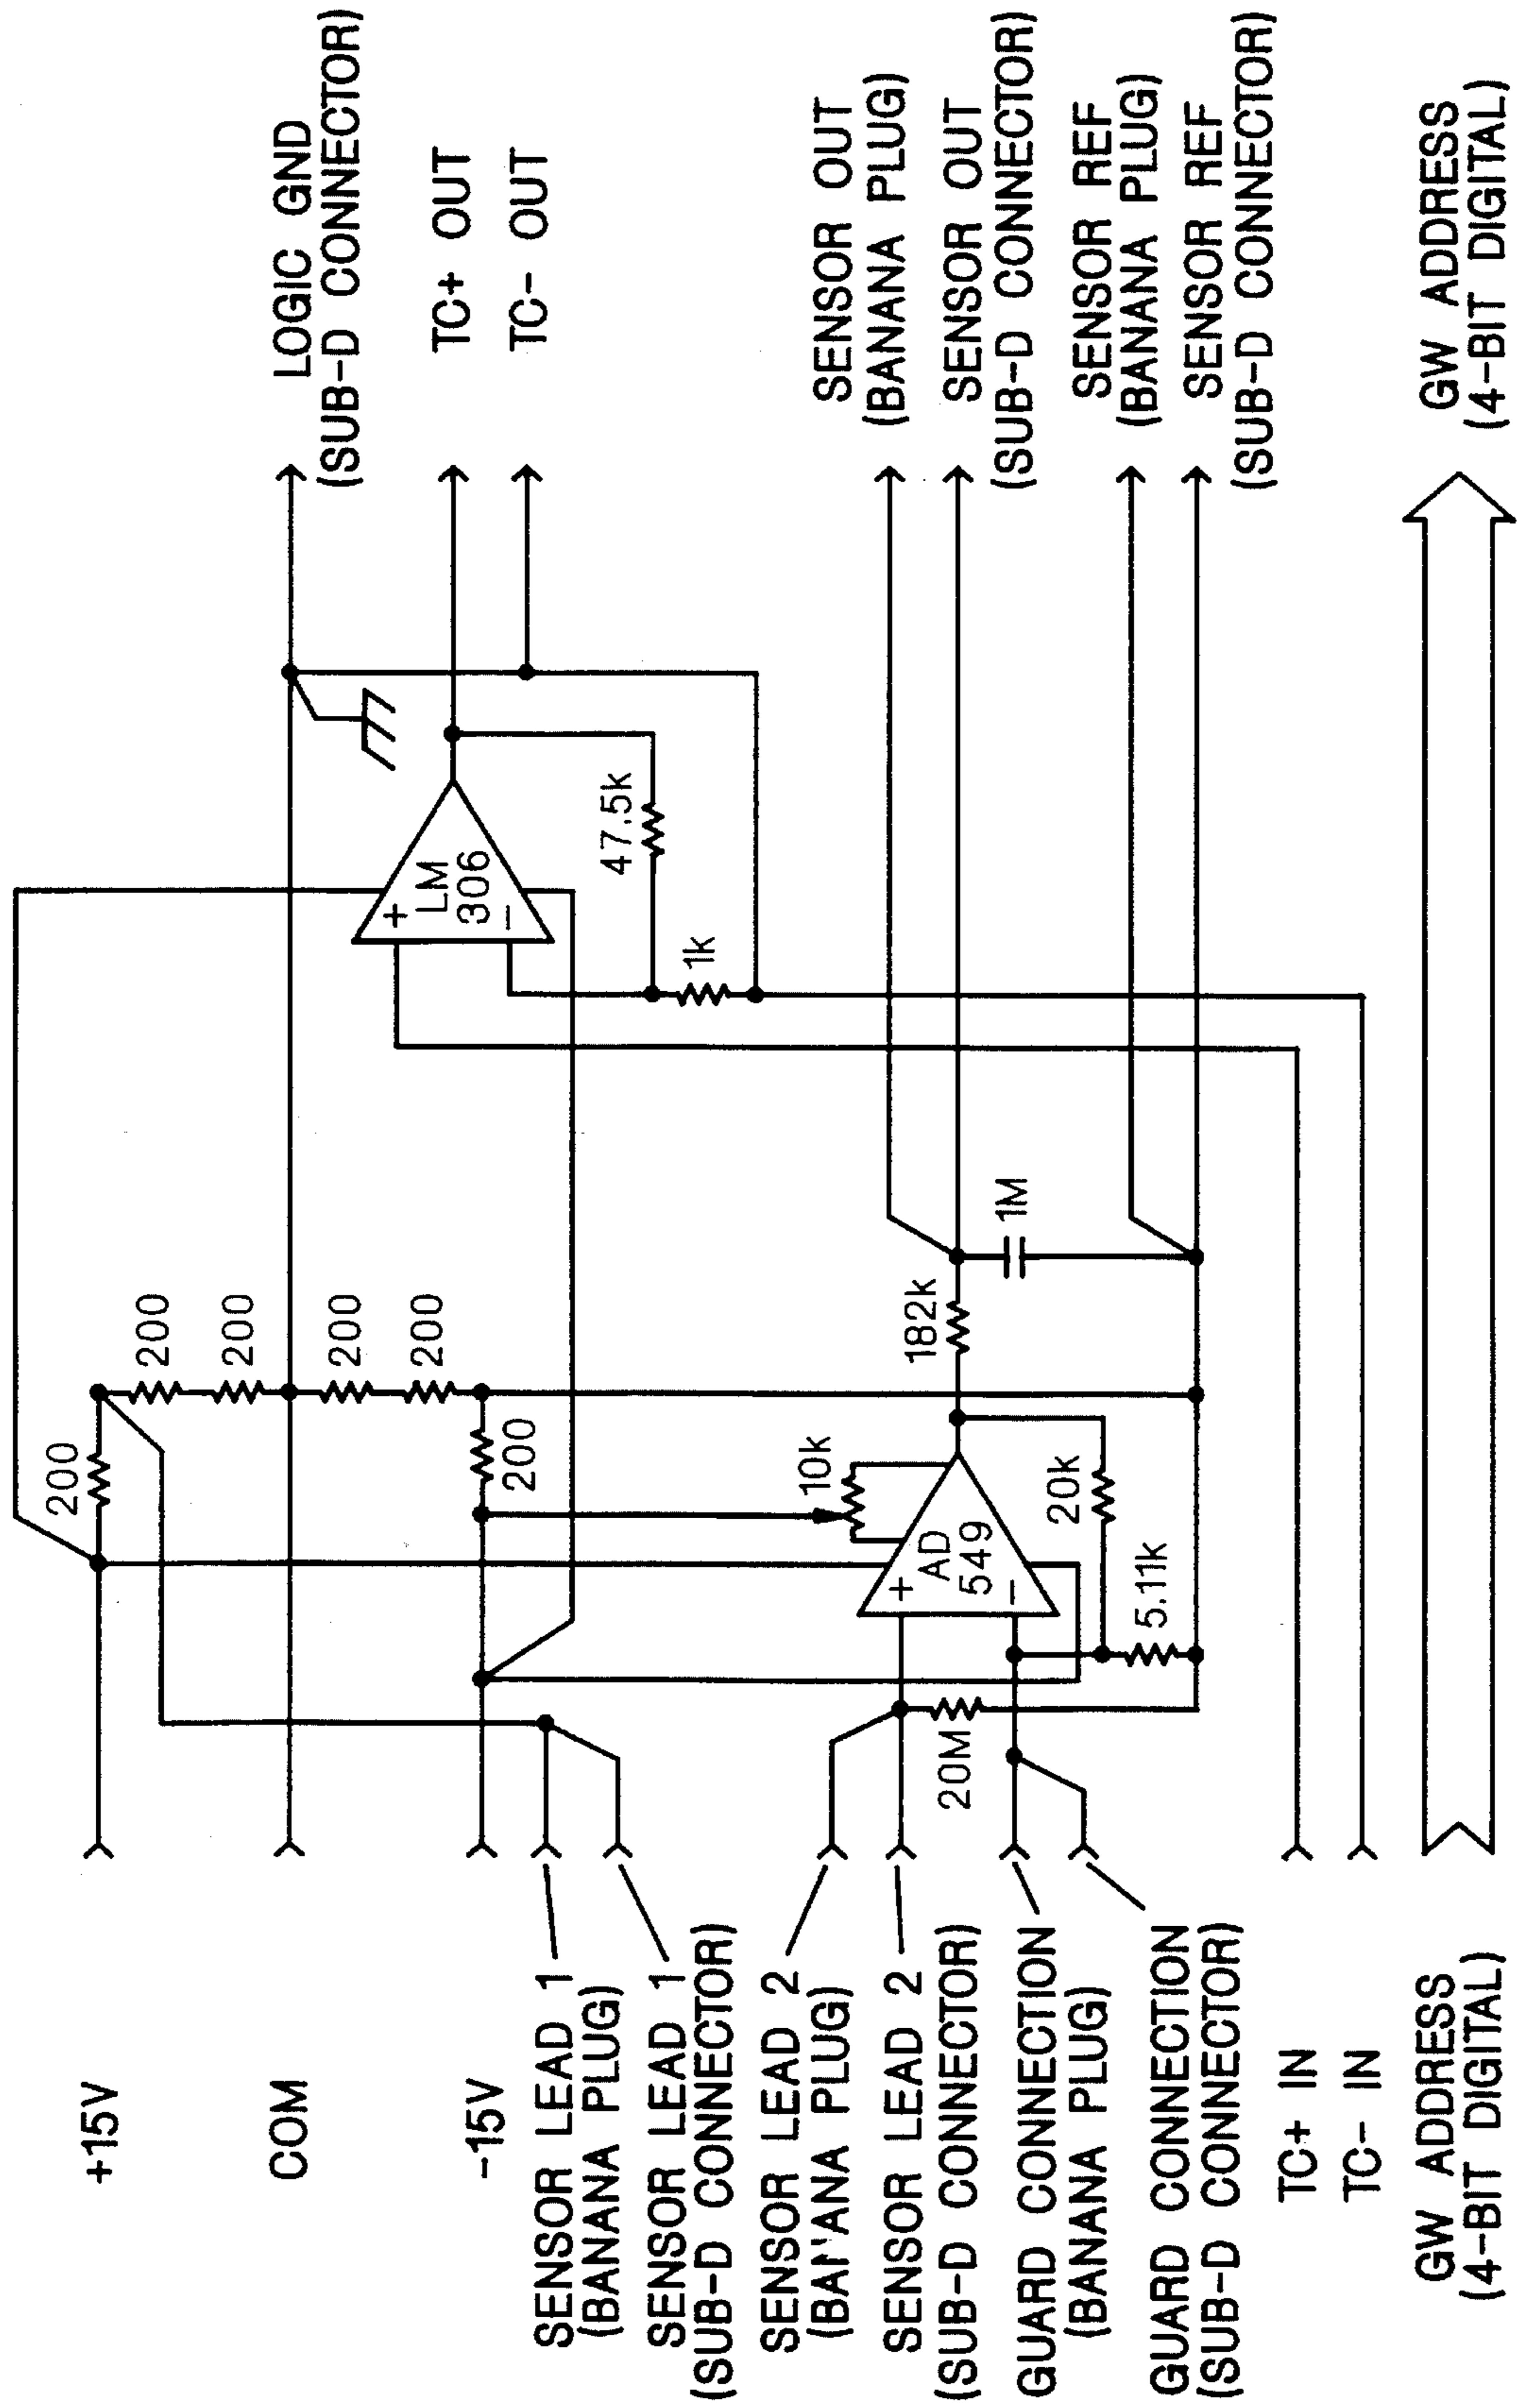 +15V
COM
-15V
SENSOR LEAD 1
(BANANA PLUG)
SENSOR LEAD 1
(SUB-D CONNECTOR)
SENSOR LEAD 2
(BANANA PLUG)
SENSOR LEAD 2
(SUB-D CONNECTOR)
GUARD CONNECTION
(BANANA PLUG)
GUARD CONNECTION
(SUB-D CONNECTOR)
TC+ IN
TC- IN
GW ADDRESS
(4-BIT DIGITAL)
200
200
200
200
200
200
10k
+
AD
549
-
20k
5.11k
20M
182k
1M
+
LM
306
-
47.5k
1k
LOGIC GND
(SUB-D CONNECTOR)
TC+ OUT
TC- OUT
SENSOR OUT
(BANANA PLUG)
SENSOR OUT
(SUB-D CONNECTOR)
SENSOR REF
(BANANA PLUG)
SENSOR REF
(SUB-D CONNECTOR)
GW ADDRESS
(4-BIT DIGITAL)